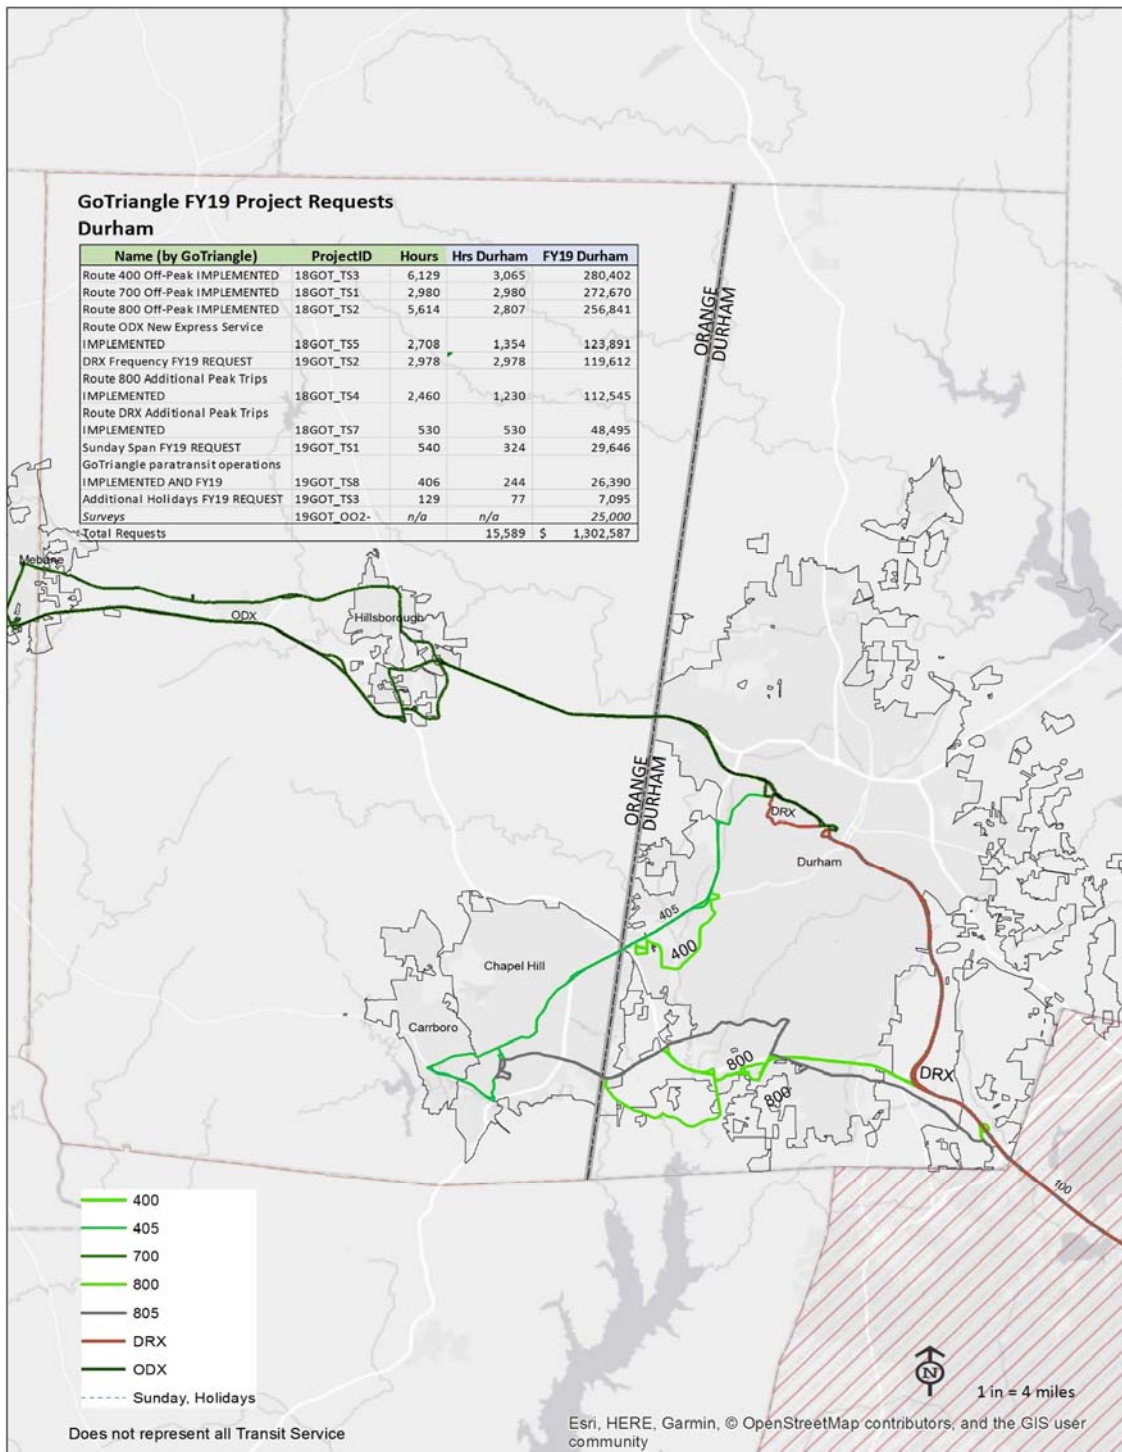 GoTriangle FY19 Project Requests
Durham
Name (by GoTriangle) ProjectID Hours Hrs Durham FY19 Durham
Route 400 Off-Peak IMPLEMENTED 18GOT_TS3 6,129 3,065 280,402
Route 700 Off-Peak IMPLEMENTED 18GOT_TS1 2,980 2,980 272,670
Route 800 Off-Peak IMPLEMENTED 18GOT_TS2 5,614 2,807 256,841
Route ODX New Express Service
IMPLEMENTED 18GOT_TS5 2,708 1,354 123,891
DRX Frequency FY19 REQUEST 19GOT_TS2 2,978 2,978 119,612
Route 800 Additional Peak Trips
IMPLEMENTED 18GOT_TS4 2,460 1,230 112,545
Route DRX Additional Peak Trips
IMPLEMENTED 18GOT_TS7 530 530 48,495
Sunday Span FY19 REQUEST 19GOT_TS1 540 324 29,646
GoTriangle paratransit operations
IMPLEMENTED AND FY19 19GOT_TS8 406 244 26,390
Additional Holidays FY19 REQUEST 19GOT_TS3 129 77 7,095
Surveys 19GOT_OO2- n/a n/a 25,000
Total Requests 15,589 $ 1,302,587
ORANGE
DURHAM
Mebane
ODX
Hillsborough
ORANGE
DURHAM
DRX
Durham
405
400
Chapel Hill
Carrboro
800
DRX
800
100
400
405
700
800
805
DRX
ODX
Sunday, Holidays
N
1 in = 4 miles
Does not represent all Transit Service
Esri, HERE, Garmin, © OpenStreetMap contributors, and the GIS user
community